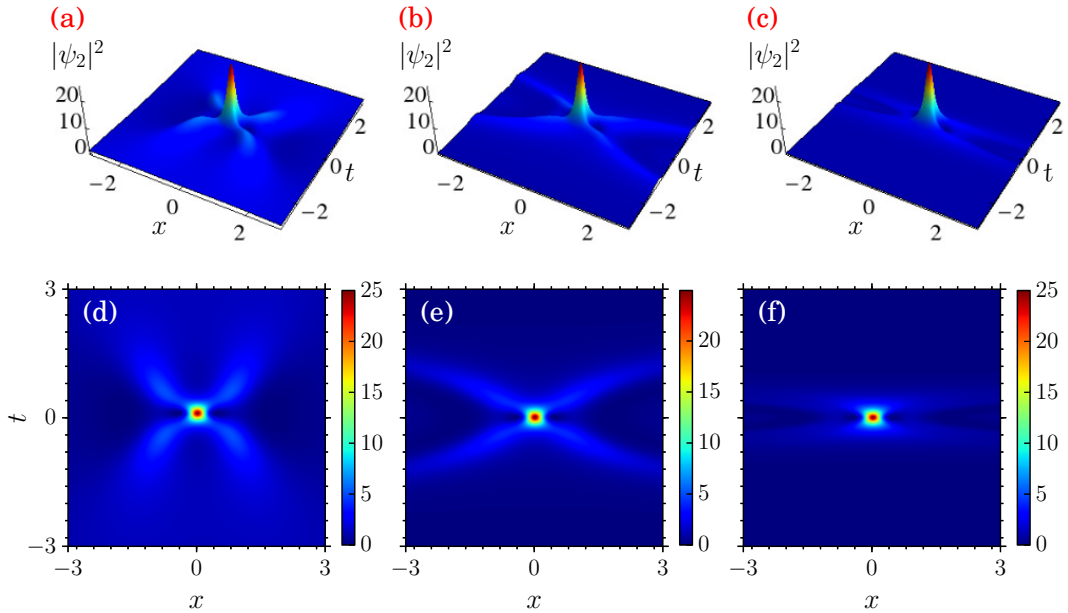 (a) (b) (c)
|ψ₂|² |ψ₂|² |ψ₂|²
20 20 20
10 10 10
0 0 0
2 2 2
0 t 0 t 0 t
−2 −2 −2
−2 −2 −2
0 0 0
x 2 x 2 x 2
3 25 25
(d) (e) (f)
20 20 20
15 15 15
t 0
10 10 10
5 5 5
−3 0 0 0
−3 0 3 −3 0 3 −3 0 3
x x x